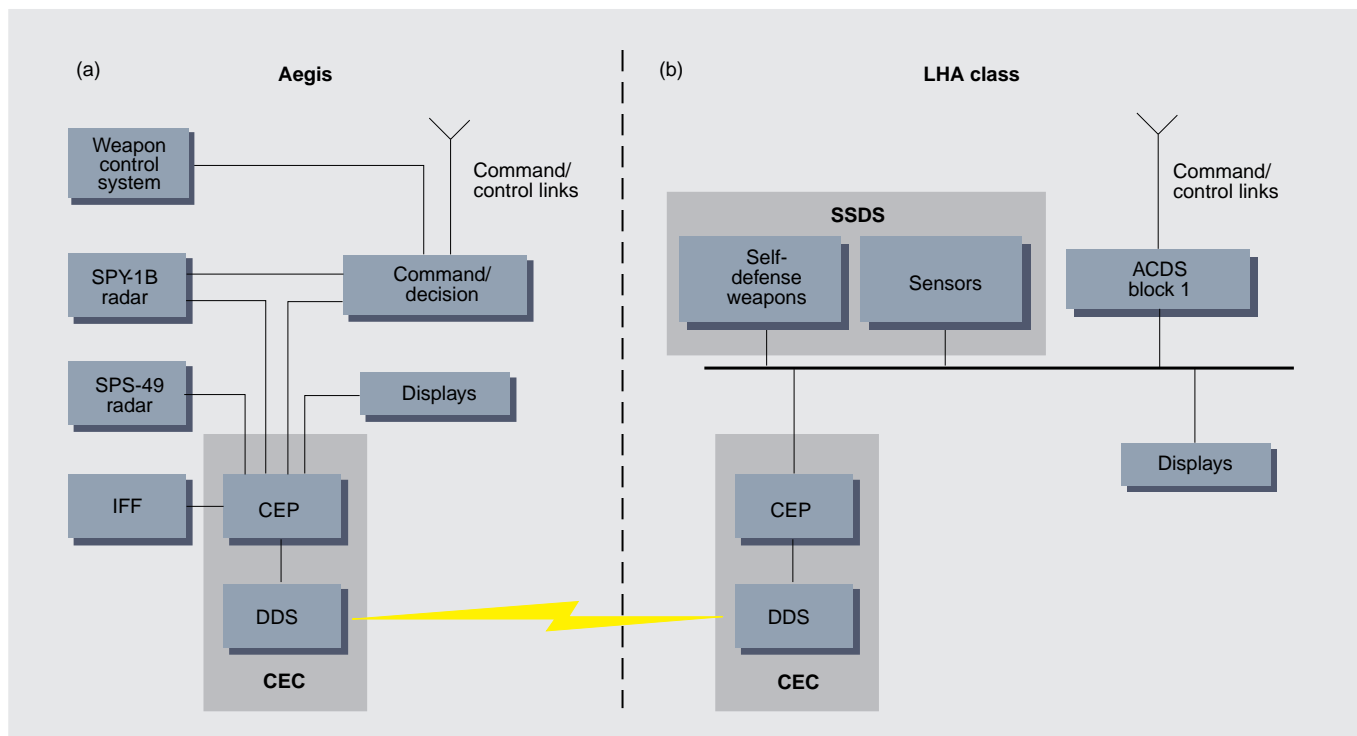 (a)
Aegis
Weapon
control
system
Command/
control links
SPY-1B
radar
Command/
decision
SPS-49
radar
Displays
IFF
CEP
DDS
CEC
(b)
LHA class
Command/
control links
SSDS
Self-
defense
weapons
Sensors
ACDS
block 1
Displays
CEP
DDS
CEC